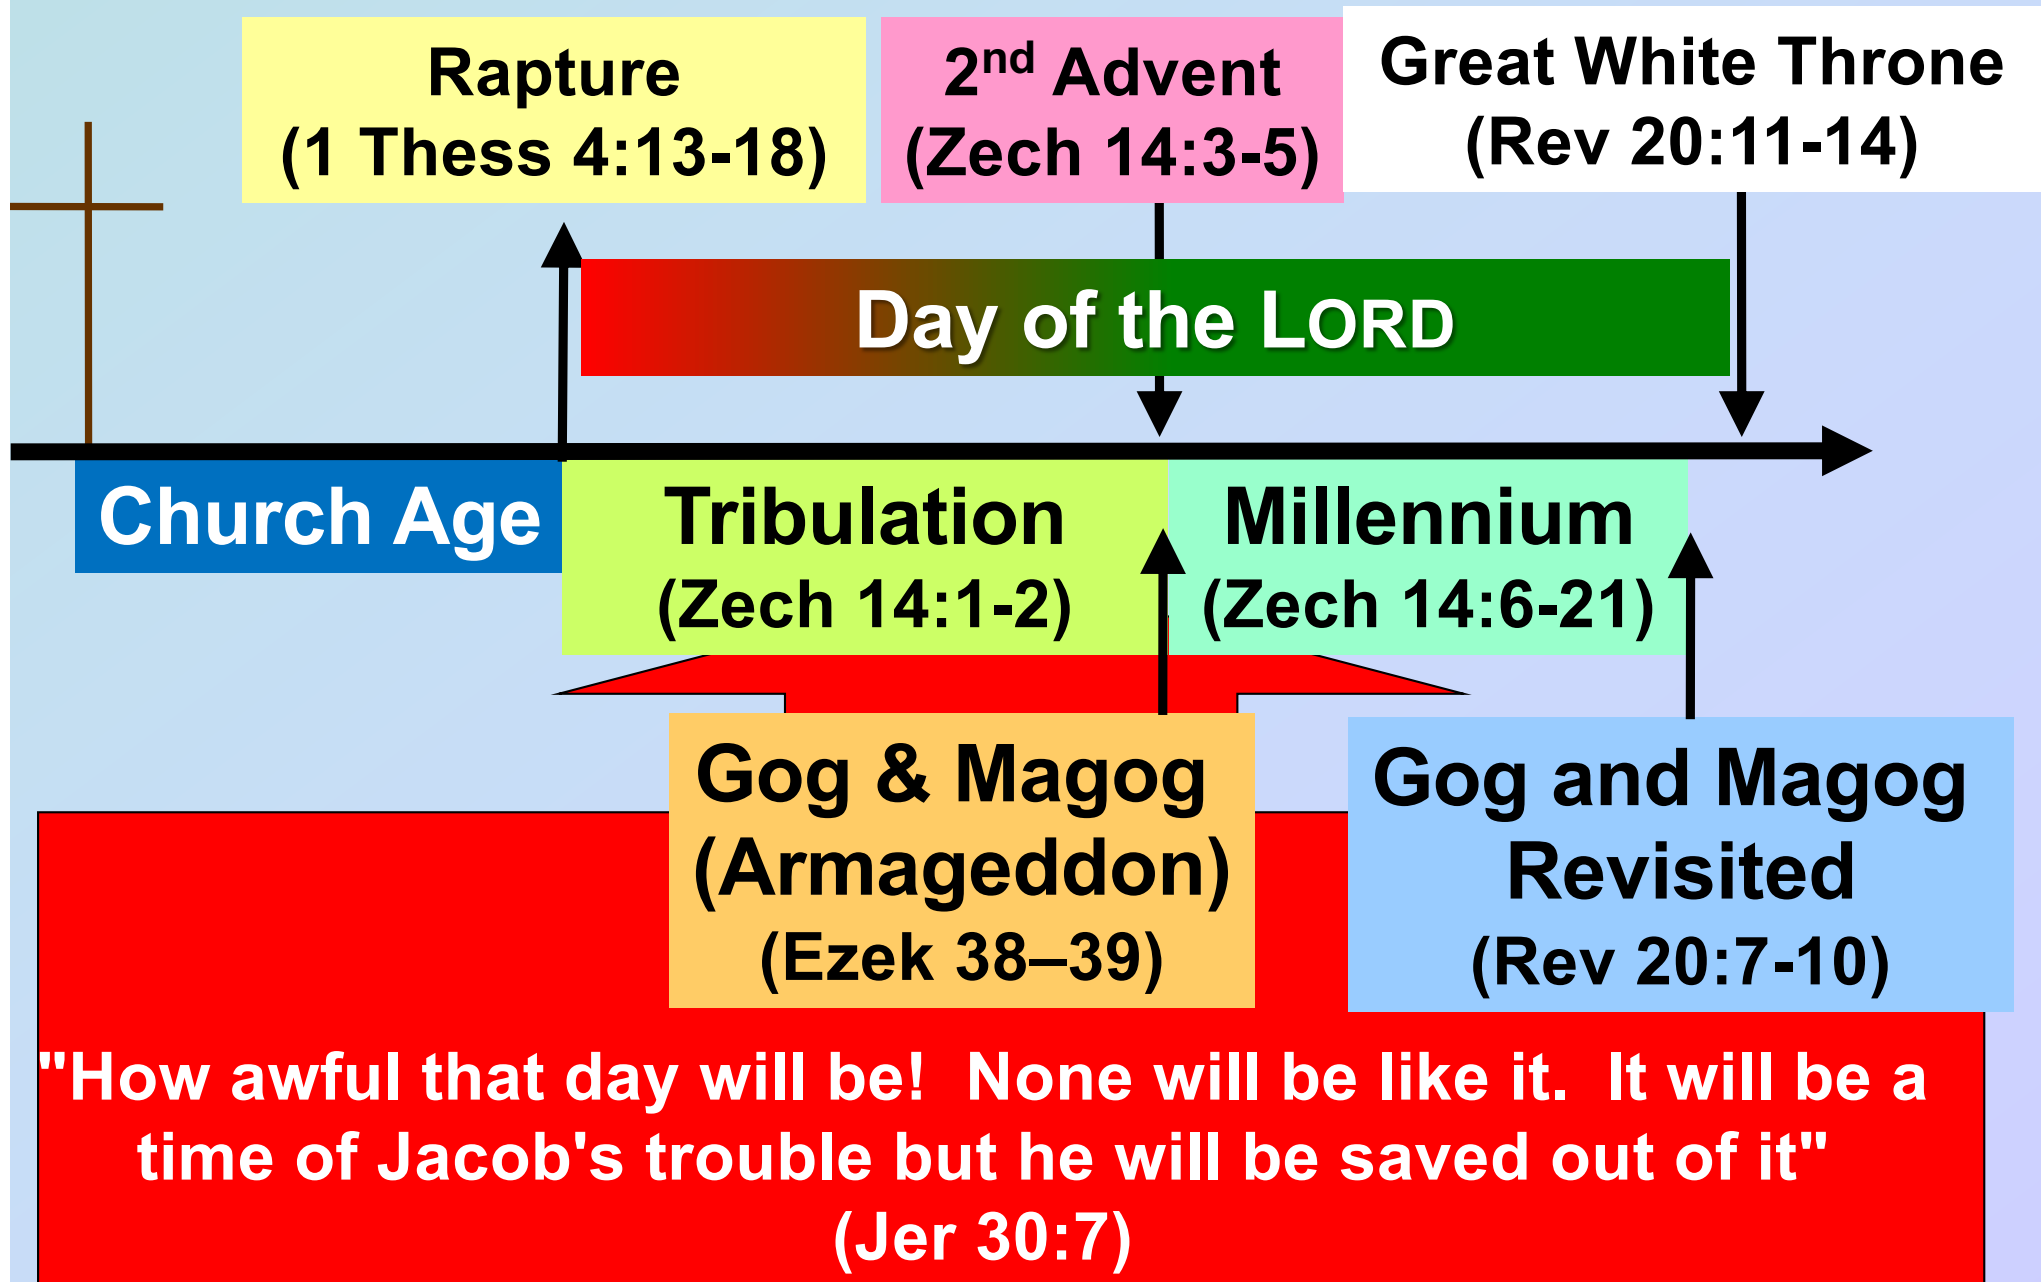 Rapture
(1 Thess 4:13-18)
2nd Advent
(Zech 14:3-5)
Great White Throne
(Rev 20:11-14)
Day of the LORD
Church Age
Tribulation
(Zech 14:1-2)
Millennium
(Zech 14:6-21)
Gog & Magog
(Armageddon)
(Ezek 38–39)
Gog and Magog
Revisited
(Rev 20:7-10)
"How awful that day will be!  None will be like it.  It will be a
time of Jacob's trouble but he will be saved out of it"
(Jer 30:7)